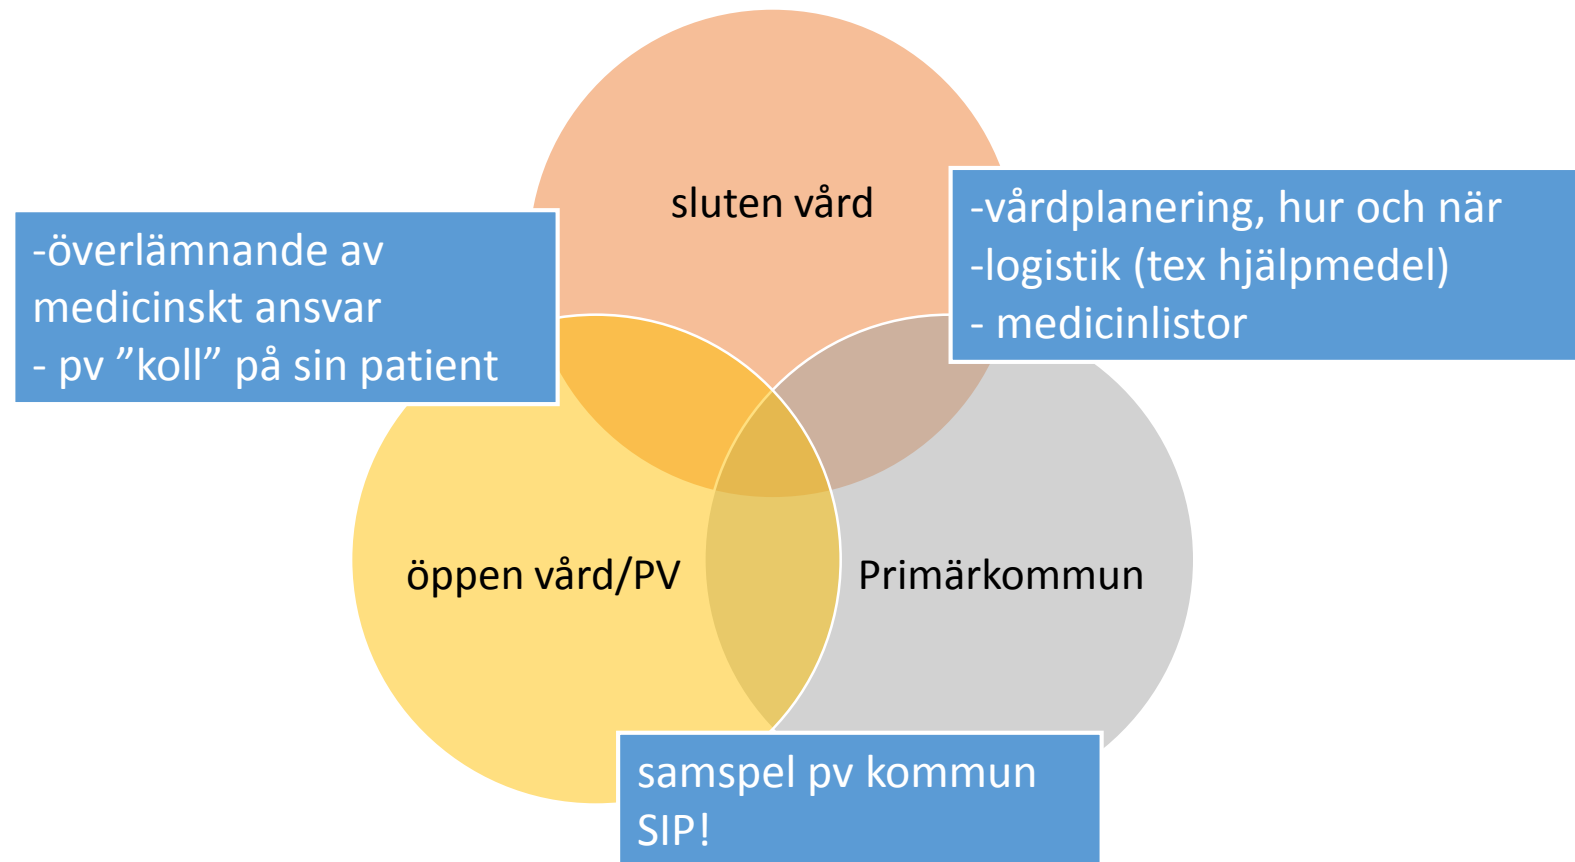 sluten vård
-överlämnande av
medicinskt ansvar
- pv ”koll” på sin patient
-vårdplanering, hur och när
-logistik (tex hjälpmedel)
- medicinlistor
öppen vård/PV
Primärkommun
samspel pv kommun
SIP!